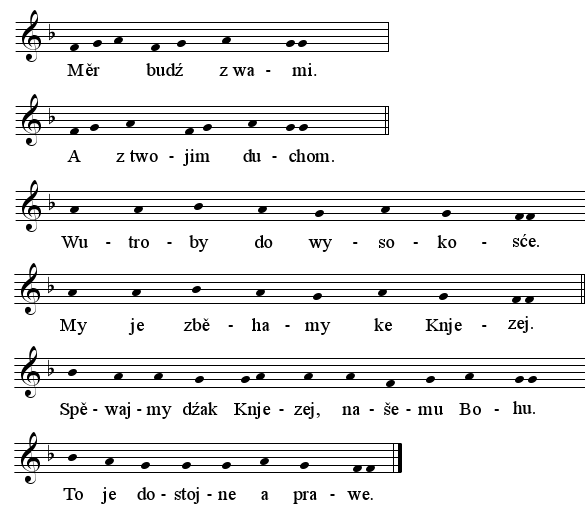 Měr budź z wa - mi.
A z two - jim du - chom.
Wu - tro - by do wy - so - ko - sće.
My je zbě - ha - my ke Knje - zej.
Spě - waj - my dźak Knje - zej, na - še - mu Bo - hu.
To je do - stoj - ne a pra - we.